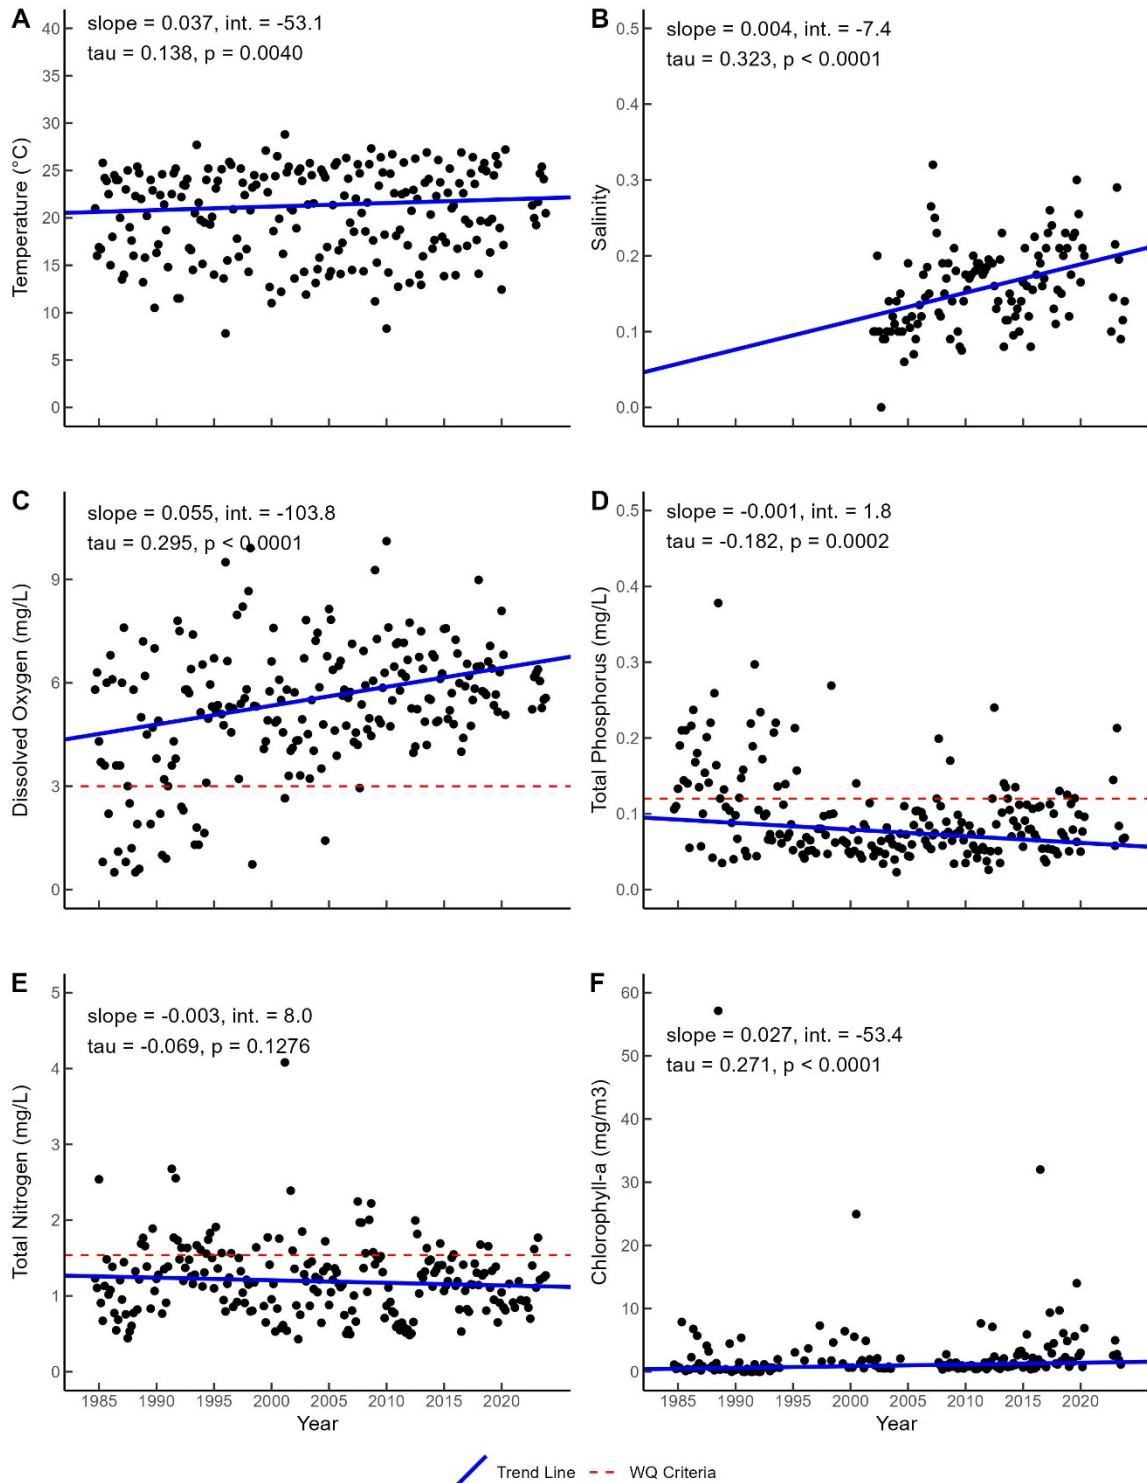 A
slope = 0.037, int. = -53.1
tau = 0.138, p = 0.0040
40
35
30
25
20
15
10
5
0
Temperature (°C)
B
slope = 0.004, int. = -7.4
tau = 0.323, p < 0.0001
0.5
0.4
0.3
0.2
0.1
0.0
Salinity
C
slope = 0.055, int. = -103.8
tau = 0.295, p < 0.0001
9
6
3
0
Dissolved Oxygen (mg/L)
D
slope = -0.001, int. = 1.8
tau = -0.182, p = 0.0002
0.5
0.4
0.3
0.2
0.1
0.0
Total Phosphorus (mg/L)
E
slope = -0.003, int. = 8.0
tau = -0.069, p = 0.1276
5
4
3
2
1
0
Total Nitrogen (mg/L)
1985 1990 1995 2000 2005 2010 2015 2020
Year
F
slope = 0.027, int. = -53.4
tau = 0.271, p < 0.0001
60
50
40
30
20
10
0
Chlorophyll-a (mg/m3)
1985 1990 1995 2000 2005 2010 2015 2020
Year
Trend Line WQ Criteria